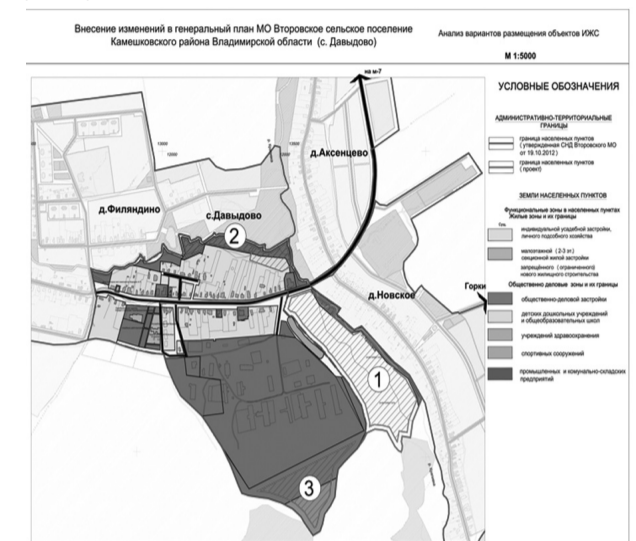 Внесение изменений в генеральный план МО Второвское сельское поселение
Камешковского района Владимирской области (с. Давыдово)
Анализ вариантов размещения объектов ИЖС
М 1:5000
на м-7
д.Аксенцево
д.Филяндино
с.Давыдово
2
д.Новское
Горки
1
3
УСЛОВНЫЕ ОБОЗНАЧЕНИЯ
АДМИНИСТРАТИВНО-ТЕРРИТОРИАЛЬНЫЕ
ГРАНИЦЫ
граница населенных пунктов
( утвержденная СНД Второвского МО
от 19.10.2012 )
граница населенных пунктов
( проект)
ЗЕМЛИ НАСЕЛЕННЫХ ПУНКТОВ
Функциональные зоны в населенных пунктах
Жилые зоны и их границы
индивидуальной усадебной застройки,
личного подсобного хозяйства
малоэтажной ( 2-3 эт.)
секционной жилой застройки
запрещённого ( ограниченного)
нового жилищного строительства
Общественно деловые зоны и их границы
общественно-деловой застройки
детских дошкольных учреждений
и общеобразовательных школ
учреждений здравоохранения
спортивных сооружений
промышленных и комунально-складских
предприятий